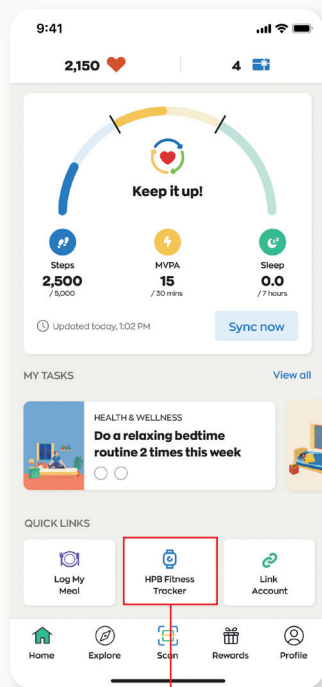 9:41
2,150
4
Keep it up!
Steps
2,500
/ 5,000
MVPA
15
/ 30 mins
Sleep
0.0
/ 7 hours
Updated today, 1:02 PM
Sync now
MY TASKS
View all
HEALTH & WELLNESS
Do a relaxing bedtime
routine 2 times this week
QUICK LINKS
Log My
Meal
HPB Fitness
Tracker
Link
Account
Home
Explore
Scan
Rewards
Profile